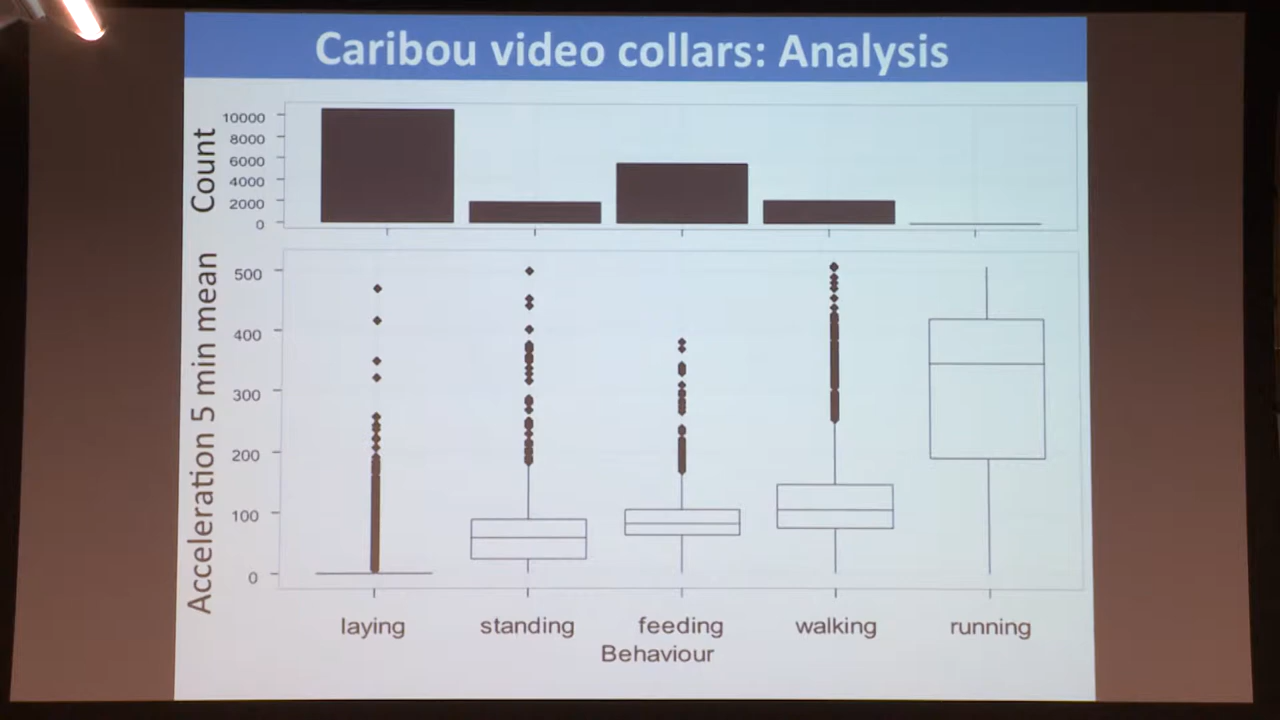 Caribou video collars: Analysis
Count
10000
8000
6000
4000
2000
0
Acceleration 5 min mean
500
400
300
200
100
0
laying standing feeding walking running
Behaviour